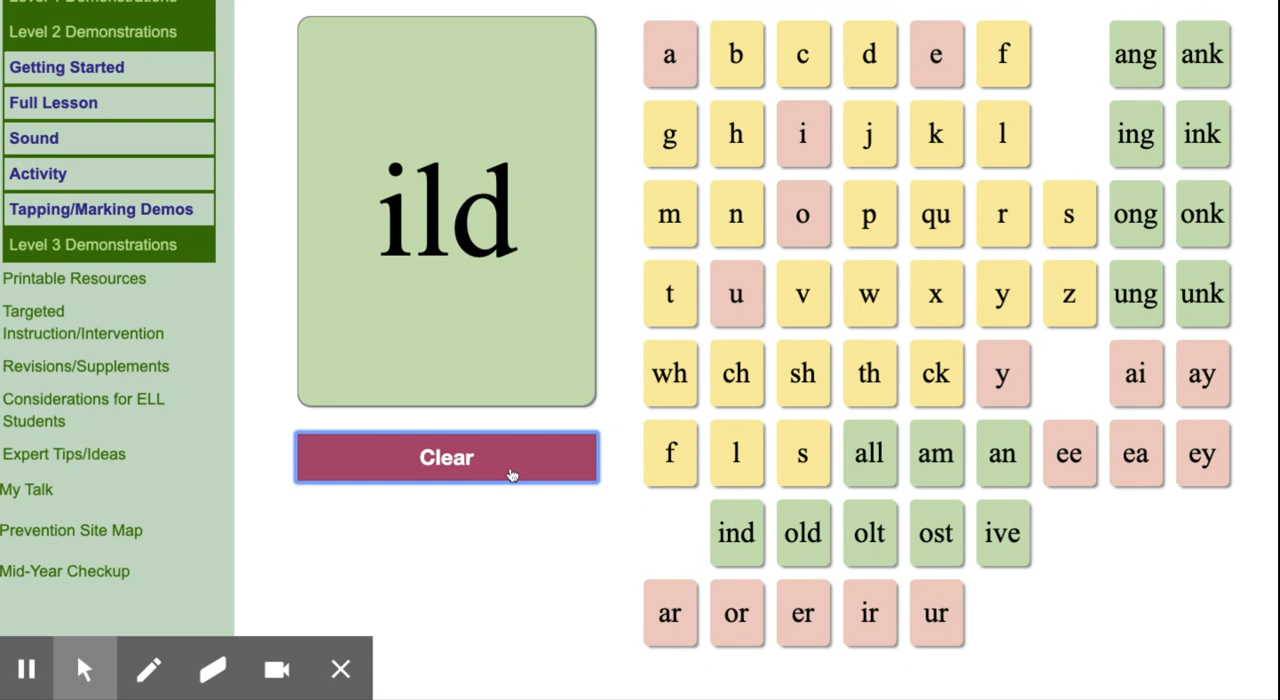 Level 1 Demonstrations
Level 2 Demonstrations
Getting Started
Full Lesson
Sound
Activity
Tapping/Marking Demos
Level 3 Demonstrations
Printable Resources
Targeted
Instruction/Intervention
Revisions/Supplements
Considerations for ELL
Students
Expert Tips/Ideas
My Talk
Prevention Site Map
Mid-Year Checkup
ild
Clear
a b c d e f ang ank
g h i j k l ing ink
m n o p qu r s ong onk
t u v w x y z ung unk
wh ch sh th ck y ai ay
f l s all am an ee ea ey
ind old olt ost ive
ar or er ir ur